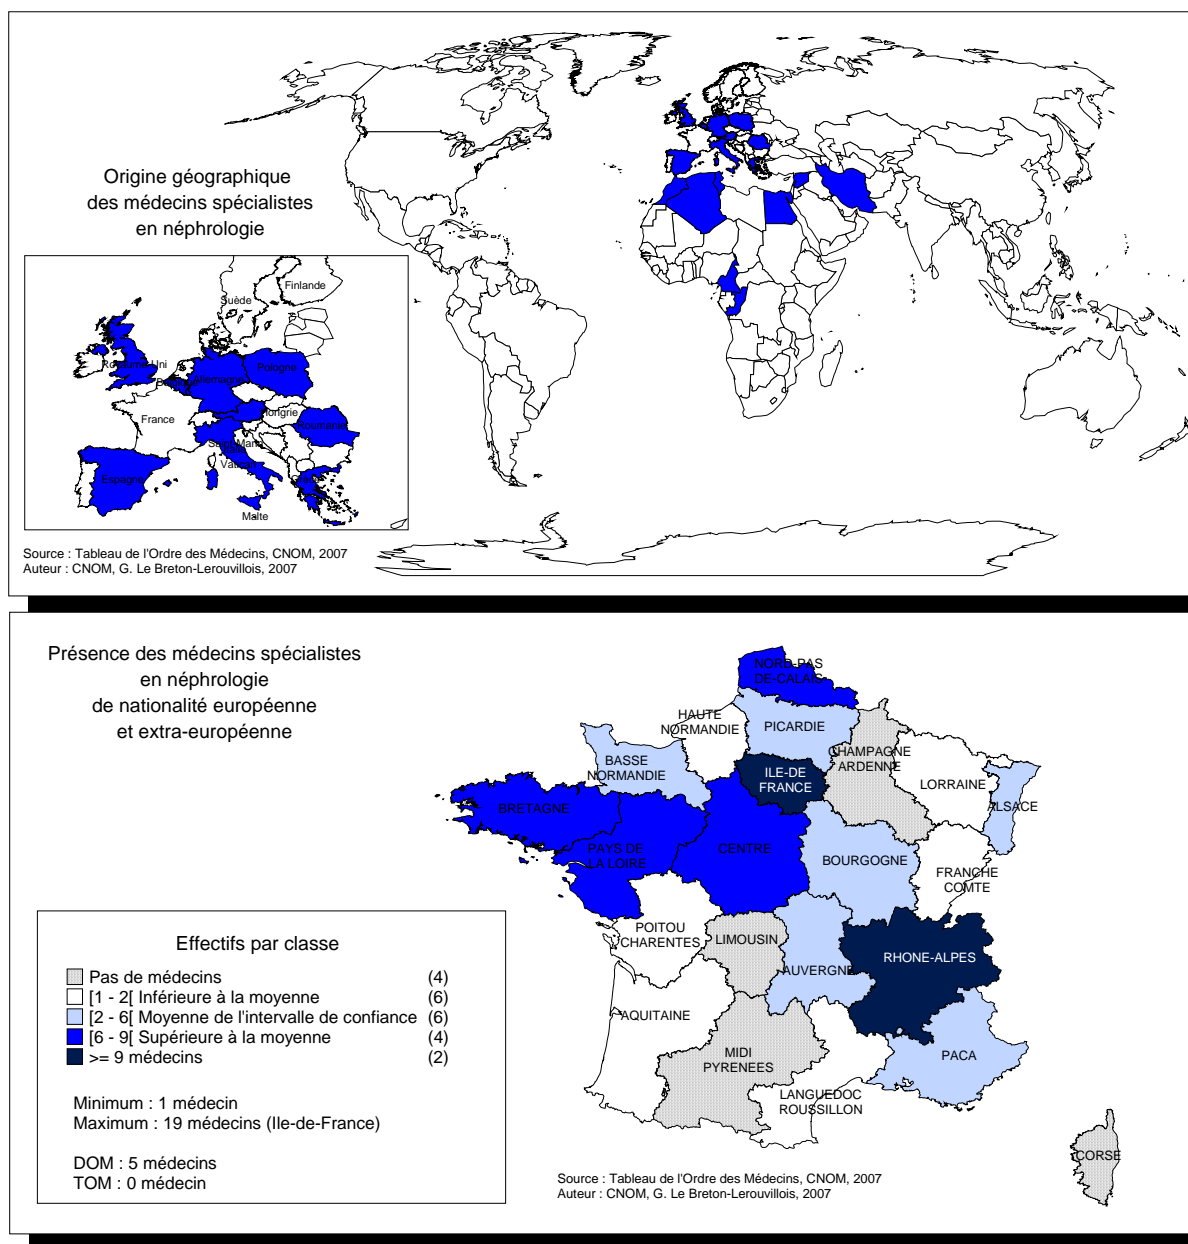 Origine géographique
des médecins spécialistes
en néphrologie
Finlande
Suède
Royaume Uni
Pologne
Allemagne
France
Hongrie
Roumanie
Saint Marin
Italie
Espagne
Grèce
Malte
Source : Tableau de l'Ordre des Médecins, CNOM, 2007
Auteur : CNOM, G. Le Breton-Lerouvillois, 2007
Présence des médecins spécialistes
en néphrologie
de nationalité européenne
et extra-européenne
NORD-PAS
DE-CALAIS
HAUTE
NORMANDIE
PICARDIE
BASSE
NORMANDIE
ILE-DE
FRANCE
CHAMPAGNE
ARDENNE
LORRAINE
ALSACE
BRETAGNE
PAYS DE
LA LOIRE
CENTRE
BOURGOGNE
FRANCHE
COMTE
POITOU
CHARENTES
LIMOUSIN
AUVERGNE
RHONE-ALPES
AQUITAINE
MIDI
PYRENEES
PACA
LANGUEDOC
ROUSSILLON
CORSE
Effectifs par classe
Pas de médecins (4)
[1 - 2[ Inférieure à la moyenne (6)
[2 - 6[ Moyenne de l'intervalle de confiance (6)
[6 - 9[ Supérieure à la moyenne (4)
>= 9 médecins (2)
Minimum : 1 médecin
Maximum : 19 médecins (Ile-de-France)
DOM : 5 médecins
TOM : 0 médecin
Source : Tableau de l'Ordre des Médecins, CNOM, 2007
Auteur : CNOM, G. Le Breton-Lerouvillois, 2007